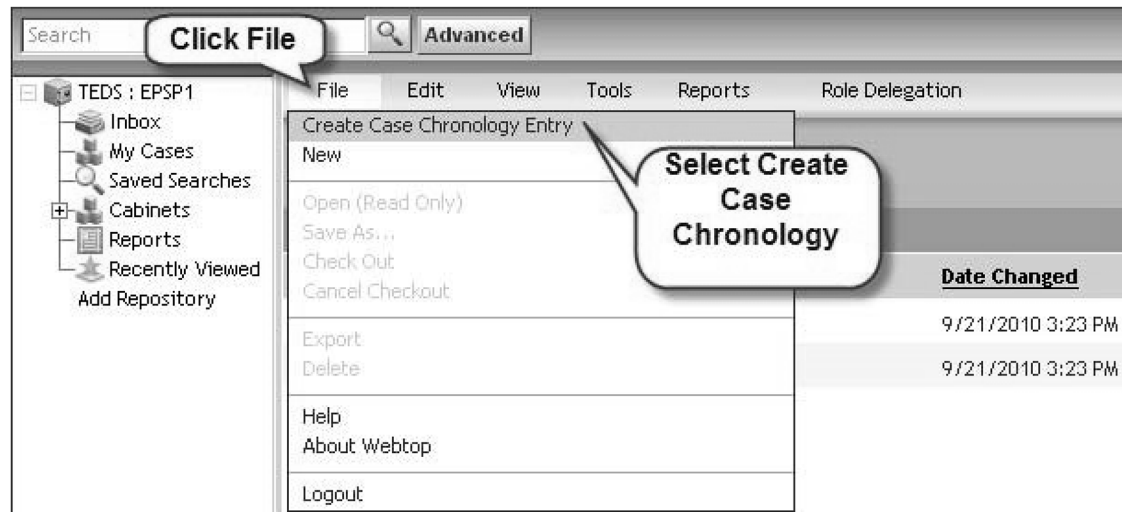 Search
Click File
Advanced
TEDS : EPSP1
Inbox
My Cases
Saved Searches
Cabinets
Reports
Recently Viewed
Add Repository
File Edit View Tools Reports Role Delegation
Create Case Chronology Entry
New
Open (Read Only)
Save As...
Check Out
Cancel Checkout
Export
Delete
Help
About Webtop
Logout
Select Create
Case
Chronology
Date Changed
9/21/2010 3:23 PM
9/21/2010 3:23 PM